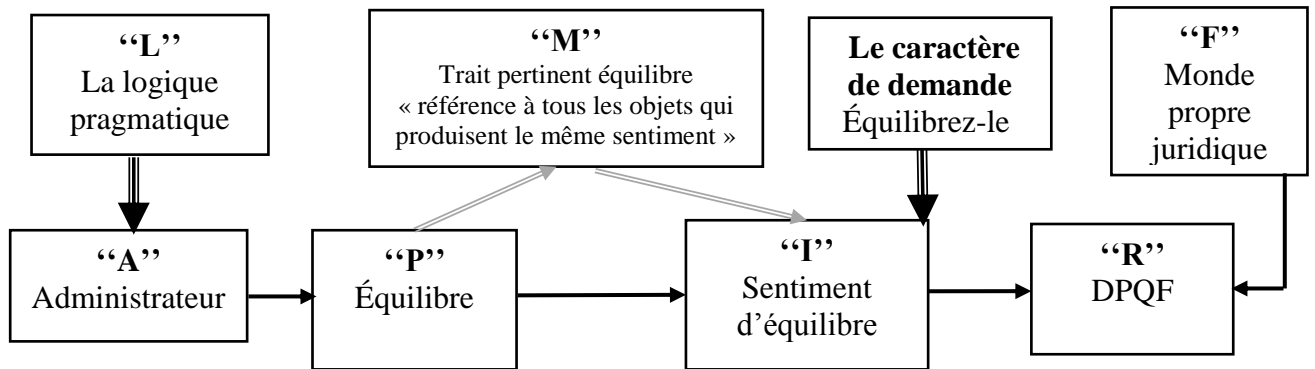 ‘‘L’’
La logique
pragmatique
‘‘M’’
Trait pertinent équilibre
« référence à tous les objets qui
produisent le même sentiment »
Le caractère
de demande
Équilibrez-le
‘‘F’’
Monde
propre
juridique
‘‘A’’
Administrateur
‘‘P’’
Équilibre
‘‘I’’
Sentiment
d’équilibre
‘‘R’’
DPQF